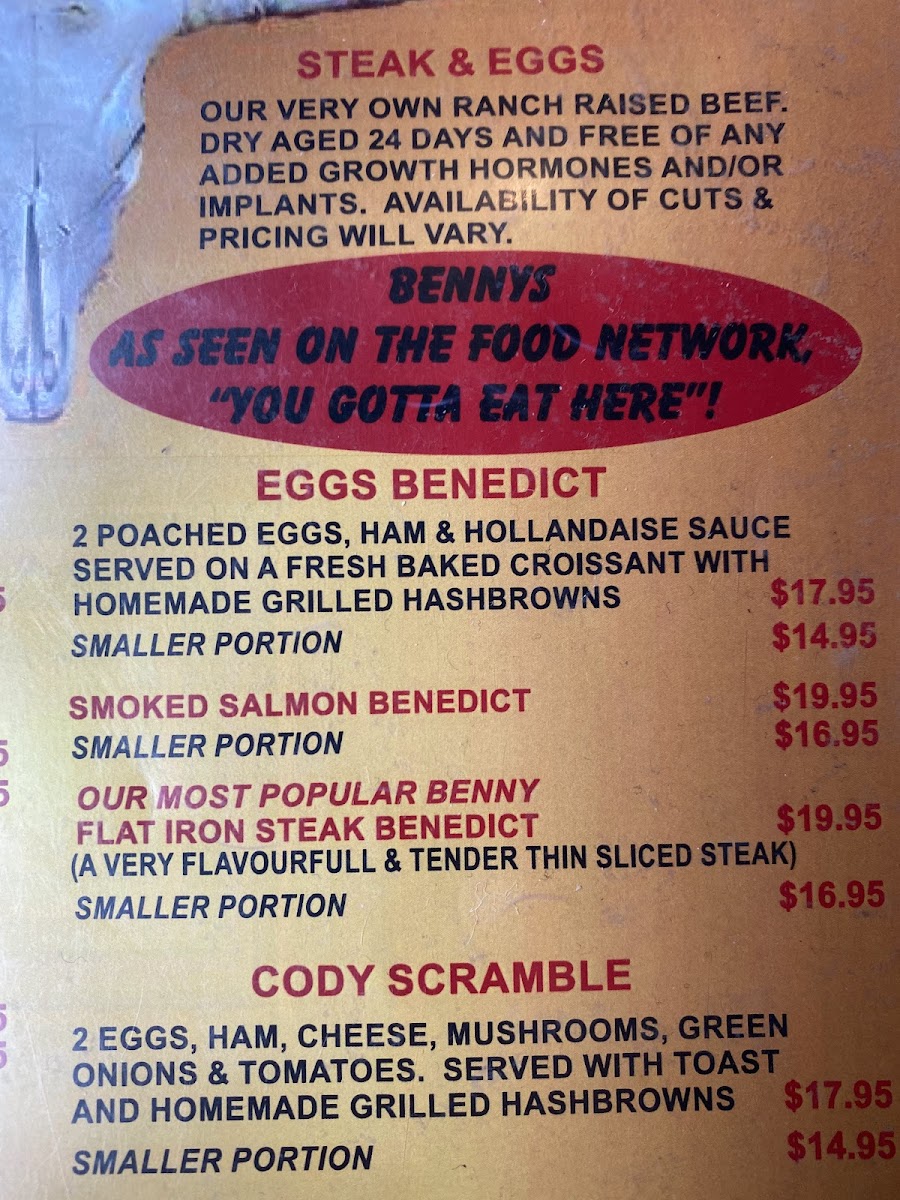 STEAK & EGGS
OUR VERY OWN RANCH RAISED BEEF.
DRY AGED 24 DAYS AND FREE OF ANY
ADDED GROWTH HORMONES AND/OR
IMPLANTS. AVAILABILITY OF CUTS &
PRICING WILL VARY.
BENNYS
AS SEEN ON THE FOOD NETWORK,
"YOU GOTTA EAT HERE"!
EGGS BENEDICT
2 POACHED EGGS, HAM & HOLLANDAISE SAUCE
SERVED ON A FRESH BAKED CROISSANT WITH
HOMEMADE GRILLED HASHBROWNS $17.95
SMALLER PORTION $14.95
SMOKED SALMON BENEDICT $19.95
SMALLER PORTION $16.95
OUR MOST POPULAR BENNY
FLAT IRON STEAK BENEDICT $19.95
(A VERY FLAVOURFULL & TENDER THIN SLICED STEAK)
SMALLER PORTION $16.95
CODY SCRAMBLE
2 EGGS, HAM, CHEESE, MUSHROOMS, GREEN
ONIONS & TOMATOES. SERVED WITH TOAST
AND HOMEMADE GRILLED HASHBROWNS $17.95
SMALLER PORTION $14.95